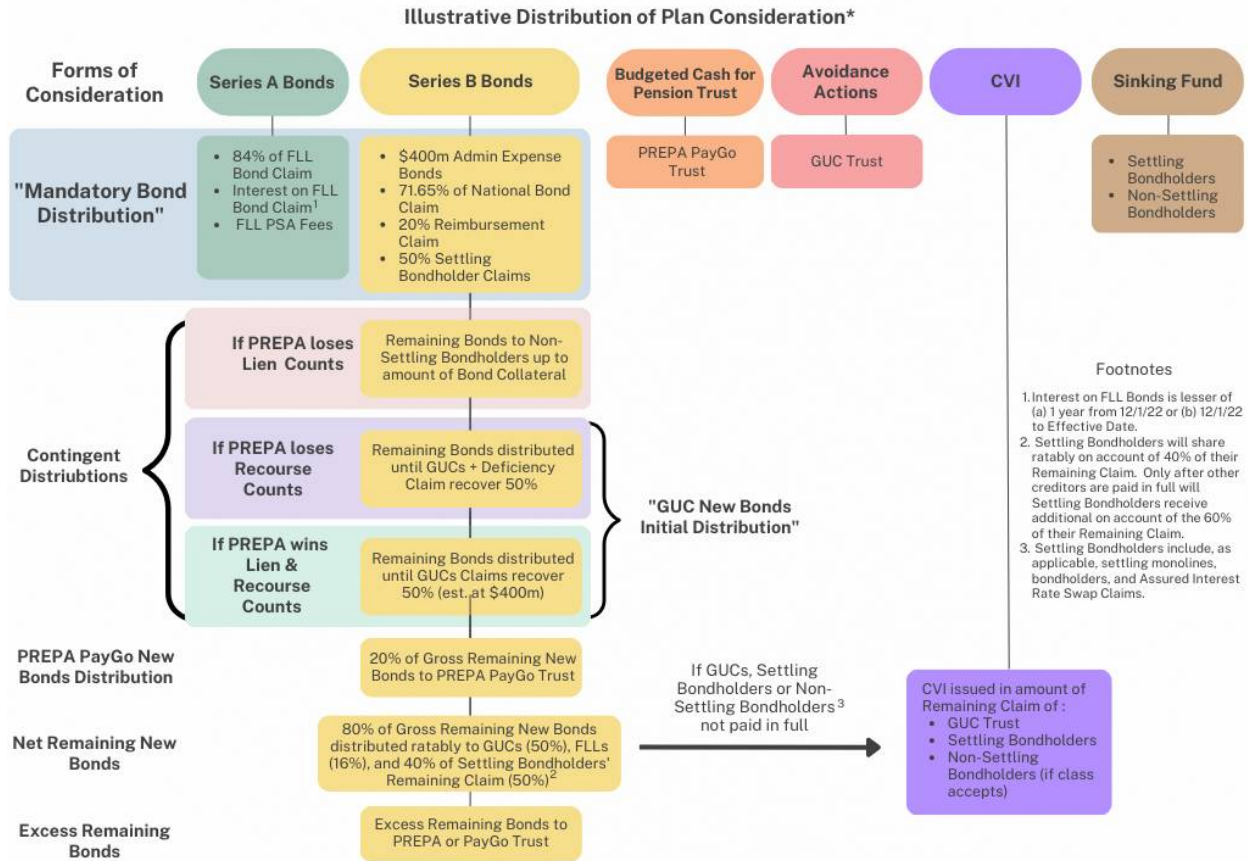 Illustrative Distribution of Plan Consideration*
Forms of
Consideration
Series A Bonds
Series B Bonds
Budgeted Cash for
Pension Trust
Avoidance
Actions
CVI
Sinking Fund
"Mandatory Bond
Distribution"
• 84% of FLL
Bond Claim
• Interest on FLL
Bond Claim1
• FLL PSA Fees
• $400m Admin Expense
Bonds
• 71.65% of National Bond
Claim
• 20% Reimbursement
Claim
• 50% Settling
Bondholder Claims
PREPA PayGo
Trust
GUC Trust
• Settling
Bondholders
• Non-Settling
Bondholders
Contingent
Distriubtions
If PREPA loses
Lien Counts
Remaining Bonds to Non-
Settling Bondholders up to
amount of Bond Collateral
If PREPA loses
Recourse
Counts
Remaining Bonds distributed
until GUCs + Deficiency
Claim recover 50%
If PREPA wins
Lien &
Recourse
Counts
Remaining Bonds distributed
until GUCs Claims recover
50% (est. at $400m)
"GUC New Bonds
Initial Distribution"
Footnotes
1. Interest on FLL Bonds is lesser of
(a) 1 year from 12/1/22 or (b) 12/1/22
to Effective Date.
2. Settling Bondholders will share
ratably on account of 40% of their
Remaining Claim. Only after other
creditors are paid in full will
Settling Bondholders receive
additional on account of the 60%
of their Remaining Claim.
3. Settling Bondholders include, as
applicable, settling monolines,
bondholders, and Assured Interest
Rate Swap Claims.
PREPA PayGo New
Bonds Distribution
20% of Gross Remaining New
Bonds to PREPA PayGo Trust
Net Remaining New
Bonds
80% of Gross Remaining New Bonds
distributed ratably to GUCs (50%), FLLs
(16%), and 40% of Settling Bondholders'
Remaining Claim (50%)2
If GUCs, Settling
Bondholders or Non-
Settling Bondholders3
not paid in full
CVI issued in amount of
Remaining Claim of :
• GUC Trust
• Settling Bondholders
• Non-Settling
Bondholders (if class
accepts)
Excess Remaining
Bonds
Excess Remaining Bonds to
PREPA or PayGo Trust